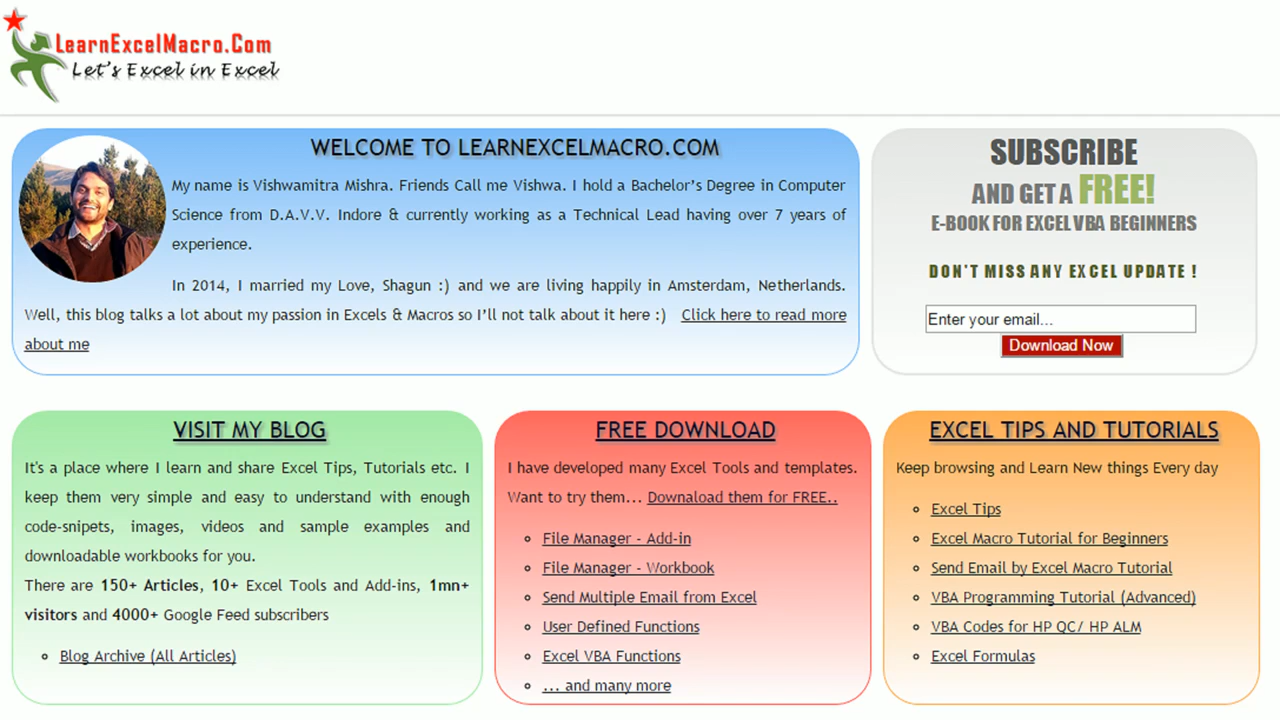 LearnExcelMacro.Com
Let's Excel in Excel
WELCOME TO LEARNEXCELMACRO.COM
My name is Vishwamitra Mishra. Friends Call me Vishwa. I hold a Bachelor's Degree in Computer
Science from D.A.V.V. Indore & currently working as a Technical Lead having over 7 years of
experience.
In 2014, I married my Love, Shagun :) and we are living happily in Amsterdam, Netherlands.
Well, this blog talks a lot about my passion in Excels & Macros so I'll not talk about it here :) Click here to read more
about me
SUBSCRIBE
AND GET A FREE!
E-BOOK FOR EXCEL VBA BEGINNERS
DON'T MISS ANY EXCEL UPDATE !
Enter your email...
Download Now
VISIT MY BLOG
It's a place where I learn and share Excel Tips, Tutorials etc. I
keep them very simple and easy to understand with enough
code-snipets, images, videos and sample examples and
downloadable workbooks for you.
There are 150+ Articles, 10+ Excel Tools and Add-ins, 1mn+
visitors and 4000+ Google Feed subscribers
Blog Archive (All Articles)
FREE DOWNLOAD
I have developed many Excel Tools and templates.
Want to try them... Downaload them for FREE..
File Manager - Add-in
File Manager - Workbook
Send Multiple Email from Excel
User Defined Functions
Excel VBA Functions
... and many more
EXCEL TIPS AND TUTORIALS
Keep browsing and Learn New things Every day
Excel Tips
Excel Macro Tutorial for Beginners
Send Email by Excel Macro Tutorial
VBA Programming Tutorial (Advanced)
VBA Codes for HP QC/ HP ALM
Excel Formulas